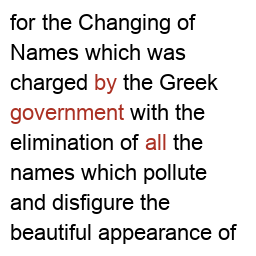 for the Changing of
Names which was
charged by the Greek
government with the
elimination of all the
names which pollute
and disfigure the
beautiful appearance of